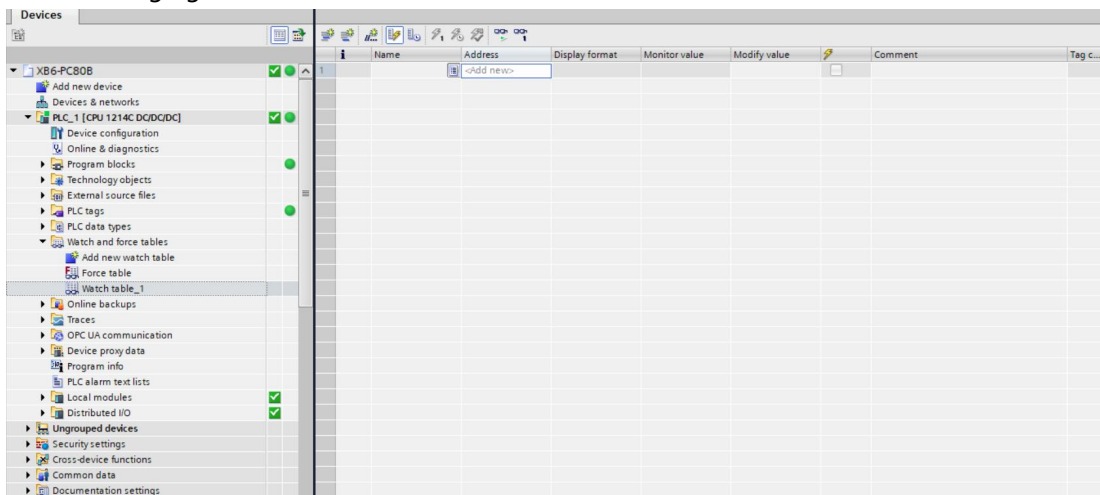 Devices
i Name Address Display format Monitor value Modify value Comment Tag c...
1 <Add new>
XB6-PC80B
Add new device
Devices & networks
PLC_1 [CPU 1214C DC/DC/DC]
Device configuration
Online & diagnostics
Program blocks
Technology objects
External source files
PLC tags
PLC data types
Watch and force tables
Add new watch table
Force table
Watch table_1
Online backups
Traces
OPC UA communication
Device proxy data
Program info
PLC alarm text lists
Local modules
Distributed I/O
Ungrouped devices
Security settings
Cross-device functions
Common data
Documentation settings